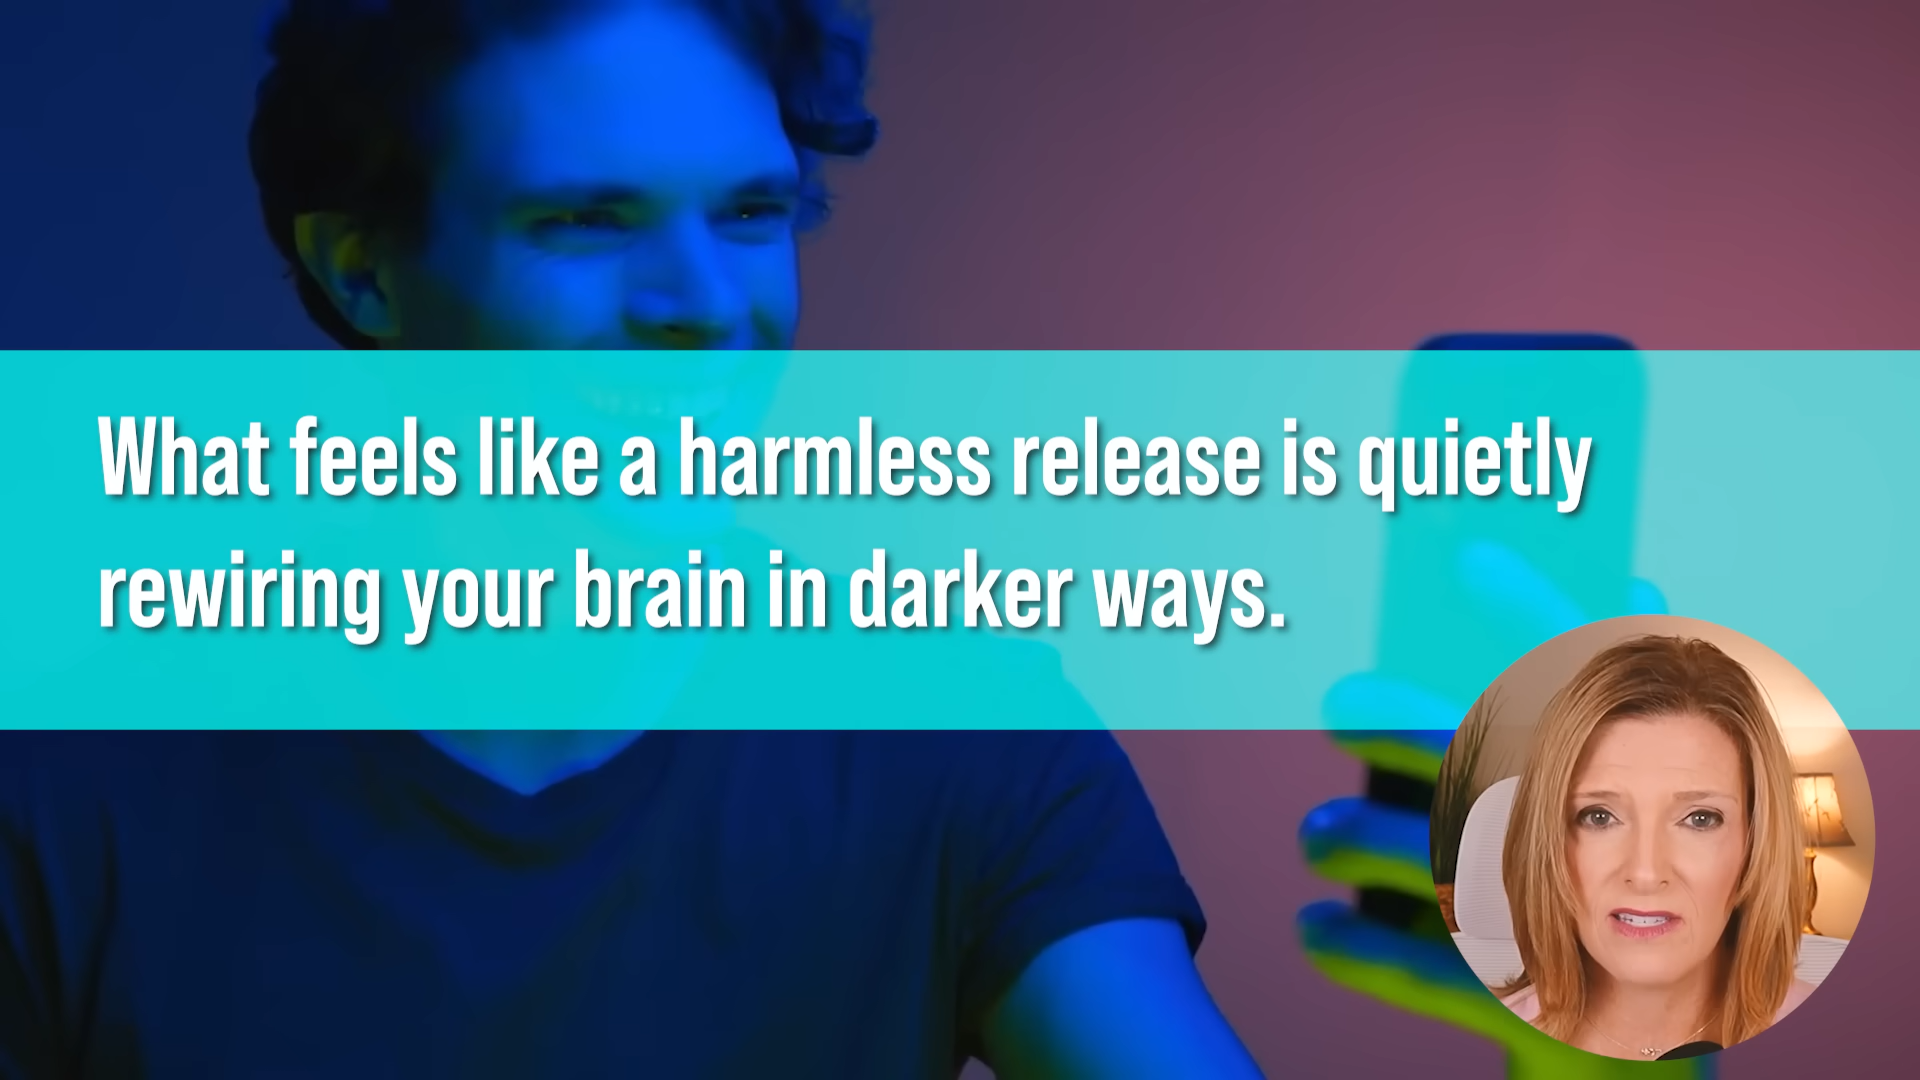 What feels like a harmless release is quietly
rewiring your brain in darker ways.